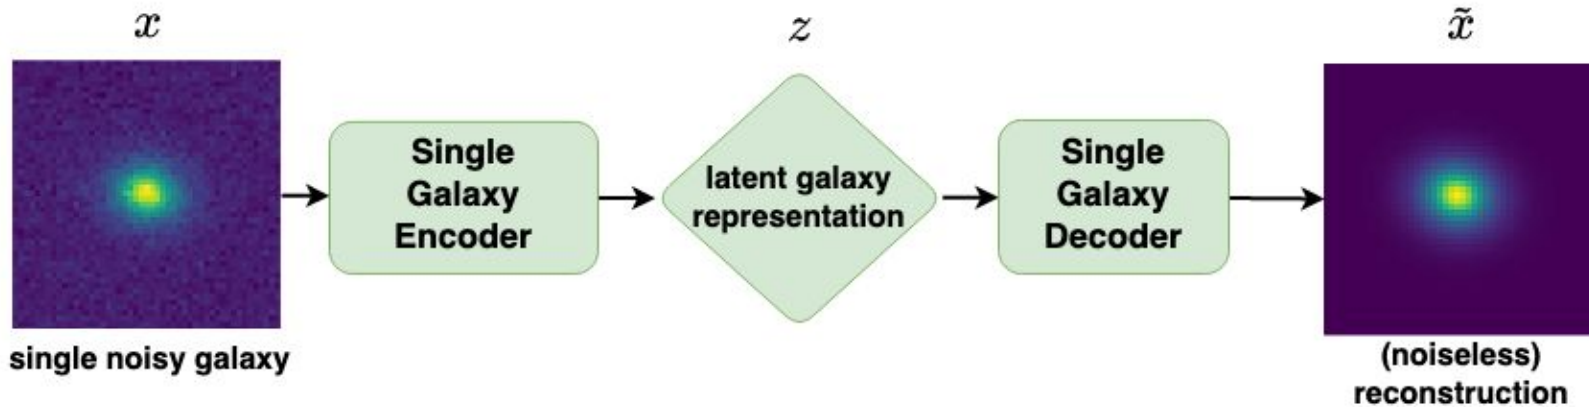 x
z
x̃
Single
Galaxy
Encoder
latent galaxy
representation
Single
Galaxy
Decoder
single noisy galaxy
(noiseless)
reconstruction